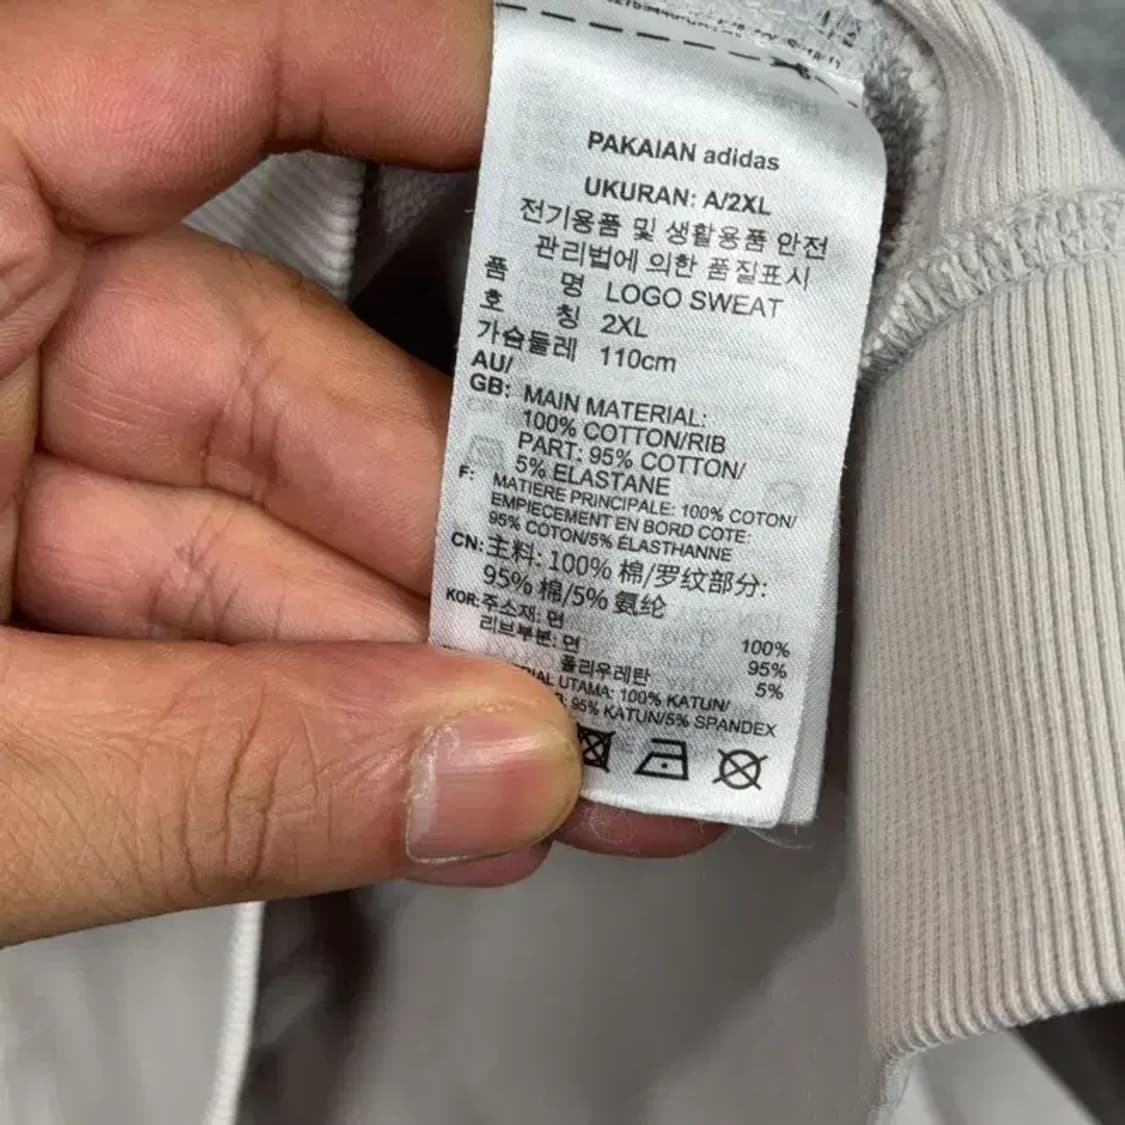 PAKAIAN adidas
UKURAN: A/2XL
전기용품 및 생활용품 안전
관리법에 의한 품질표시
품 명 LOGO SWEAT
호 칭 2XL
가슴둘레 110cm
AU/
GB: MAIN MATERIAL:
100% COTTON/RIB
PART: 95% COTTON/
5% ELASTANE
F: MATIERE PRINCIPALE: 100% COTON/
EMPIECEMENT EN BORD COTE:
95% COTON/5% ÉLASTHANNE
CN: 主料: 100% 棉/罗纹部分:
95% 棉/5% 氨纶
KOR: 주소재: 면 100%
리브부분: 면 95%
폴리우레탄 5%
UTAMA: 100% KATUN/
95% KATUN/5% SPANDEX